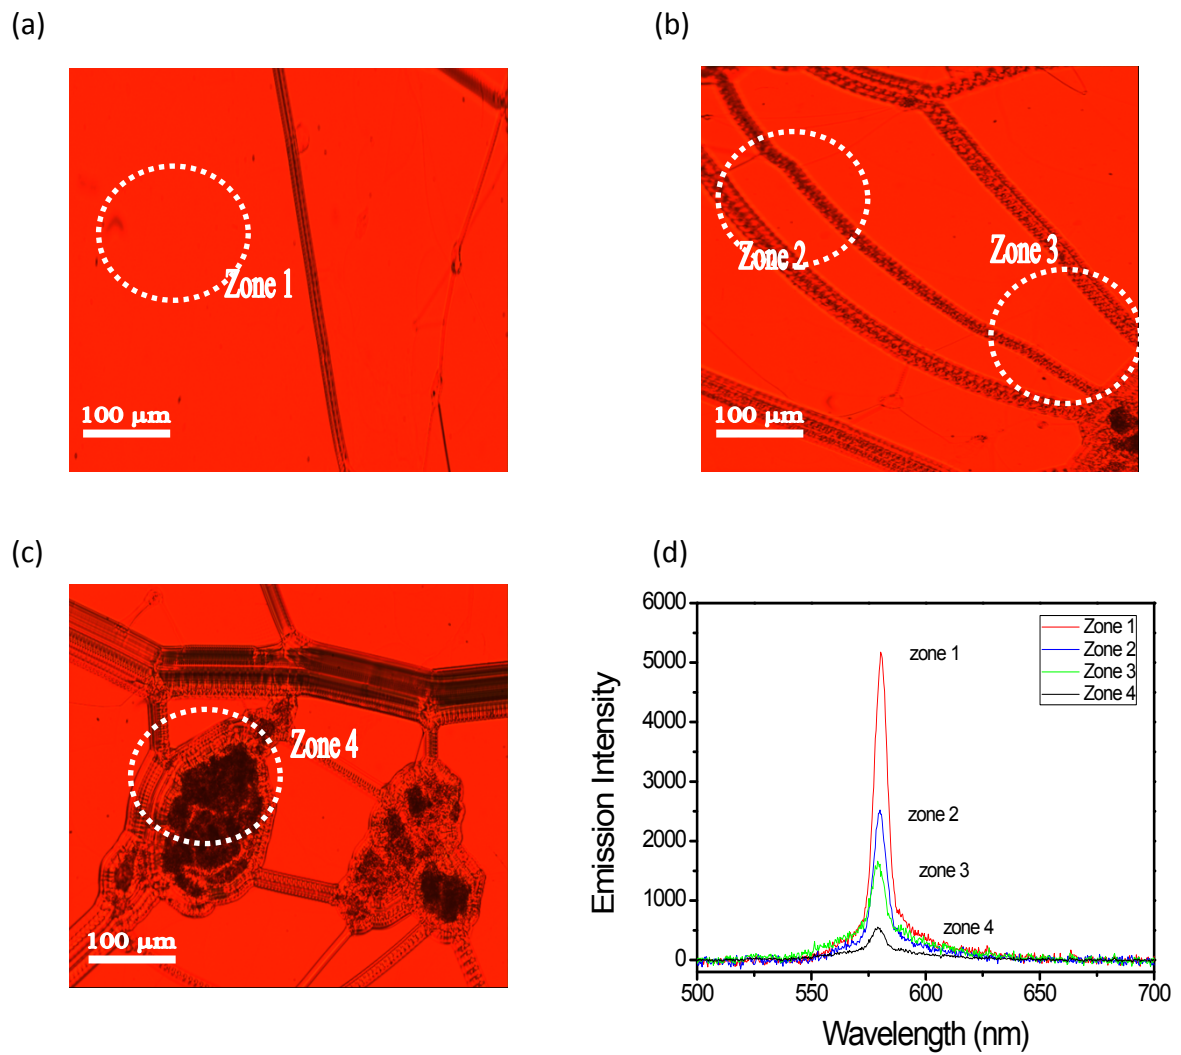 (a)
(b)
Zone 1
100 µm
Zone 2
Zone 3
100 µm
(c)
(d)
Zone 4
100 µm
6000
5000
4000
3000
2000
1000
0
Emission Intensity
500
550
600
650
700
Wavelength (nm)
zone 1
zone 2
zone 3
zone 4
Zone 1
Zone 2
Zone 3
Zone 4